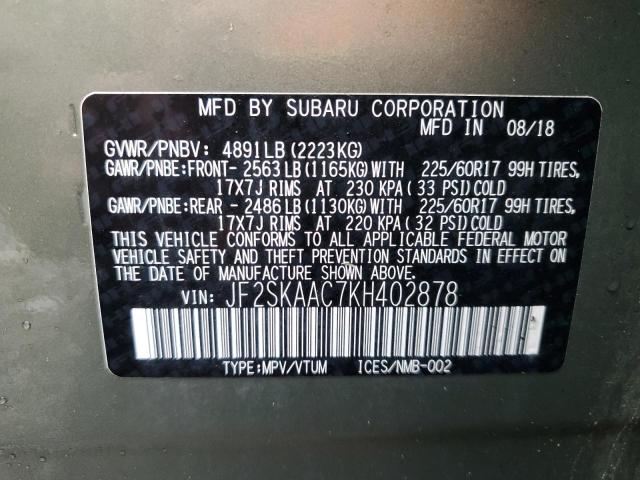 MFD BY SUBARU CORPORATION
MFD IN 08/18
GVWR/PNBV: 4891LB(2223KG)
GAWR/PNBE:FRONT-2563LB(1165KG)WITH 225/60R17 99H TIRES,
17X7J RIMS AT 230 KPA(33 PSI)COLD
GAWR/PNBE:REAR -2486LB(1130KG)WITH 225/60R17 99H TIRES,
17X7J RIMS AT 220 KPA(32 PSI)COLD
THIS VEHICLE CONFORMS TO ALL APPLICABLE FEDERAL MOTOR
VEHICLE SAFETY AND THEFT PREVENTION STANDARDS IN EFFECT ON
THE DATE OF MANUFACTURE SHOWN ABOVE.
VIN: JF2SKAAC7KH402878
TYPE:MPV/VTUM ICES/NMB-002